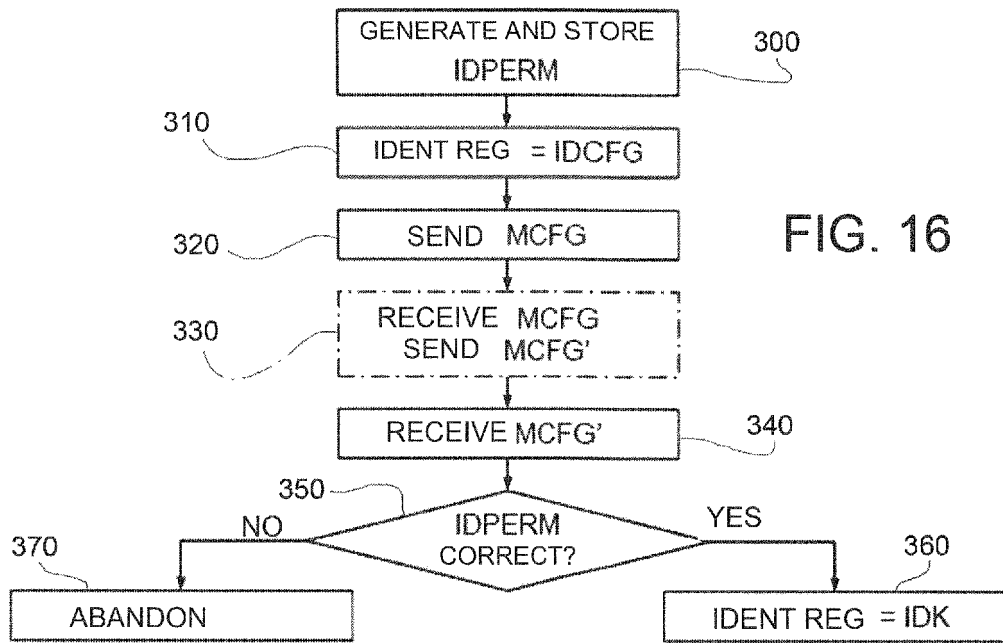 GENERATE AND STORE
IDPERM
300
310
IDENT REG = IDCFG
320
SEND MCFG
FIG. 16
330
RECEIVE MCFG
SEND MCFG'
RECEIVE MCFG'
340
350
NO
IDPERM
CORRECT?
YES
370
ABANDON
360
IDENT REG = IDK